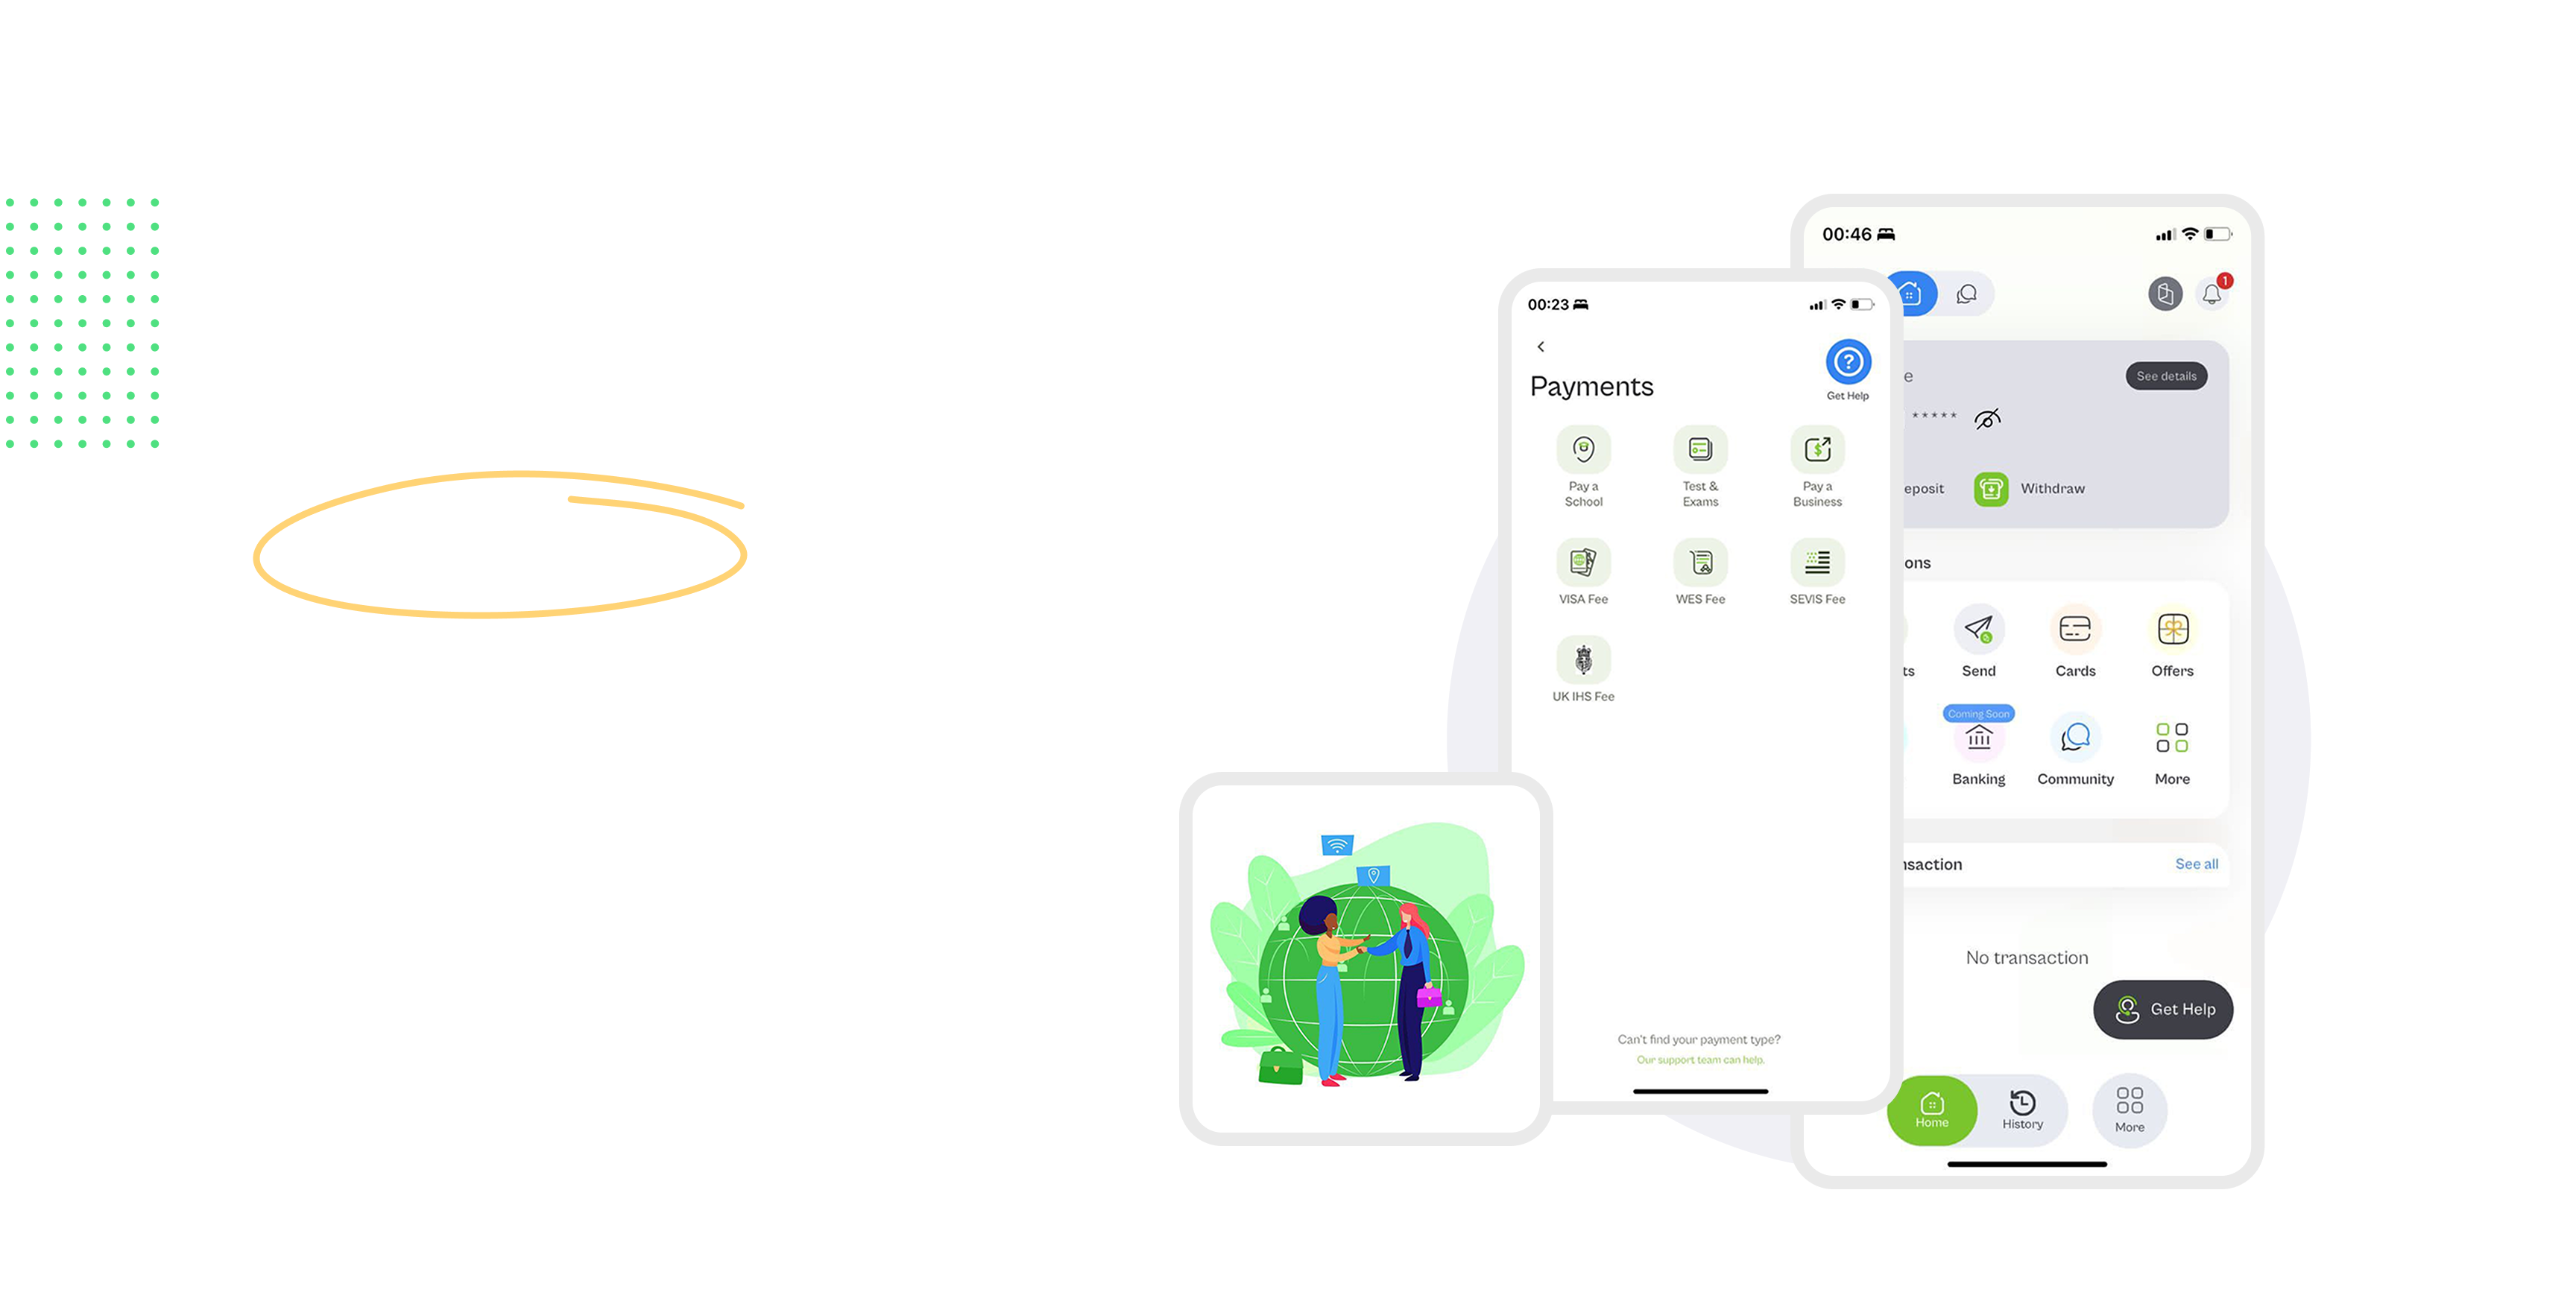 00:23
Payments
Get Help
Pay a
School
Test &
Exams
Pay a
Business
VISA Fee
WES Fee
SEVIS Fee
UK IHS Fee
Can't find your payment type?
Our support team can help.
00:46
1
e
See details
*****
eposit
Withdraw
ons
ts
Send
Cards
Offers
Coming Soon
Banking
Community
More
nsaction
See all
No transaction
Get Help
Home
History
More